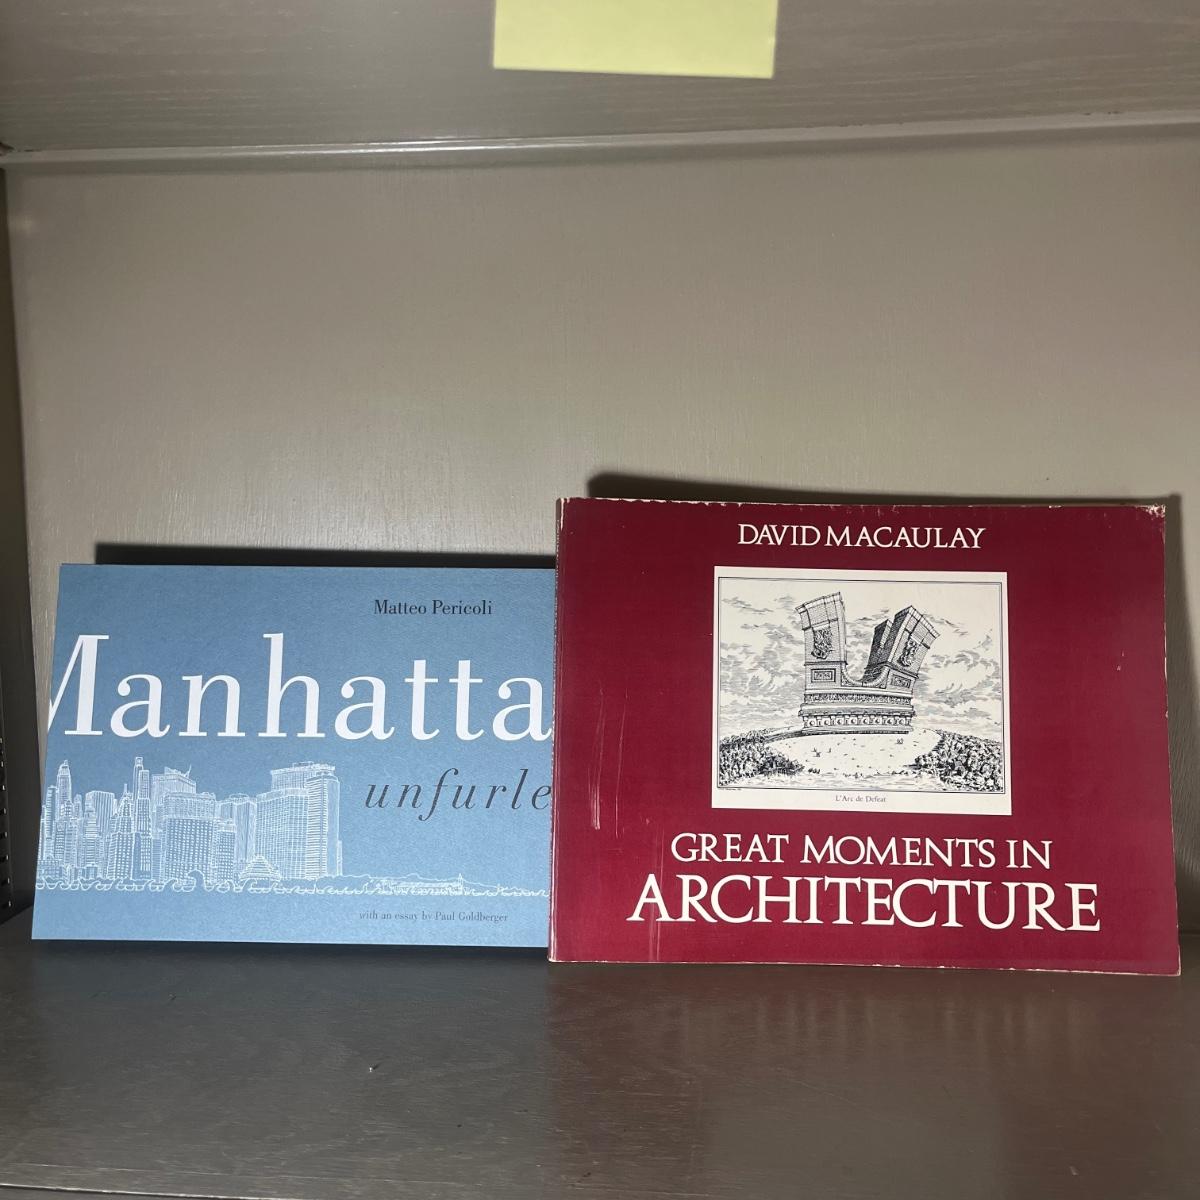 Matteo Pericoli
Manhatta
unfurle
with an essay by Paul Goldberger
DAVID MACAULAY
L'Arc de Defeat
GREAT MOMENTS IN
ARCHITECTURE